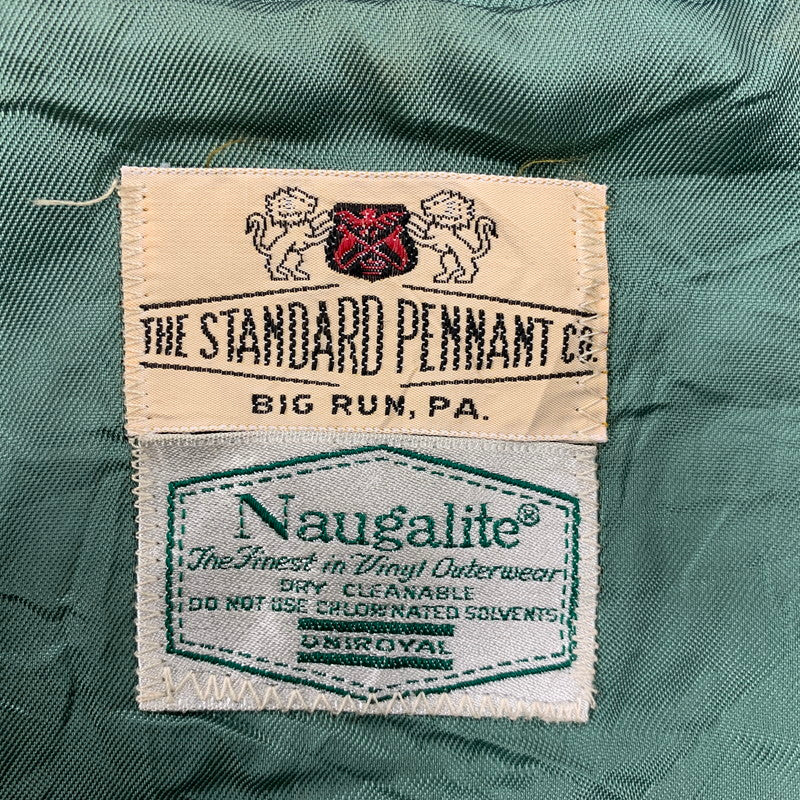 THE STANDARD PENNANT CO.
BIG RUN, PA.
Naugalite®
The Finest in Vinyl Outerwear
DRY CLEANABLE
DO NOT USE CHLORINATED SOLVENTS
UNIROYAL